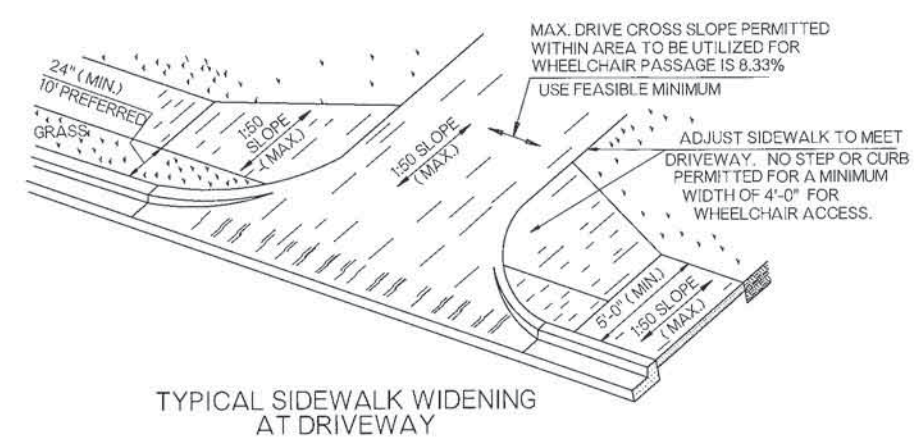 MAX. DRIVE CROSS SLOPE PERMITTED
WITHIN AREA TO BE UTILIZED FOR
WHEELCHAIR PASSAGE IS 8.33%
USE FEASIBLE MINIMUM
24" (MIN.)
10' PREFERRED
GRASS
1:50
SLOPE
(MAX.)
1:50 SLOPE
(MAX.)
ADJUST SIDEWALK TO MEET
DRIVEWAY. NO STEP OR CURB
PERMITTED FOR A MINIMUM
WIDTH OF 4'-0" FOR
WHEELCHAIR ACCESS.
5'-0" (MIN.)
1:50 SLOPE
(MAX.)
TYPICAL SIDEWALK WIDENING
AT DRIVEWAY